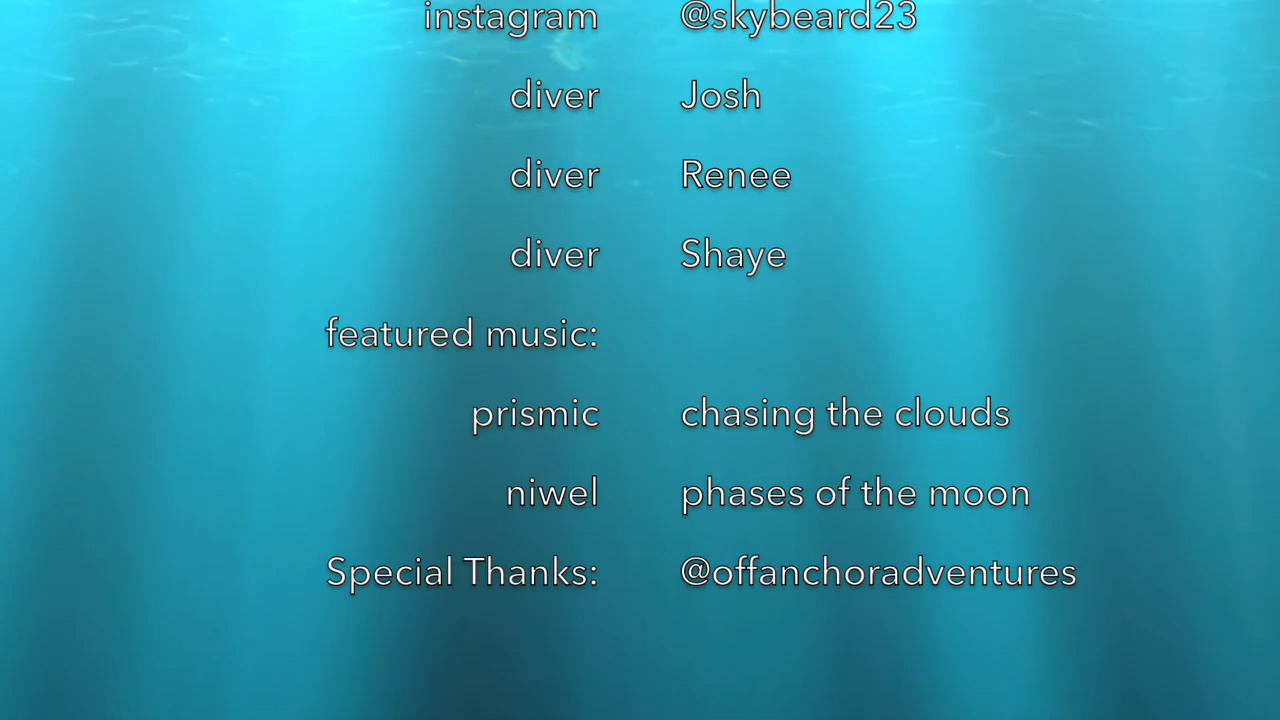 instagram @skybeard23
diver Josh
diver Renee
diver Shaye
featured music:
prismic chasing the clouds
niwel phases of the moon
Special Thanks: @offanchoradventures